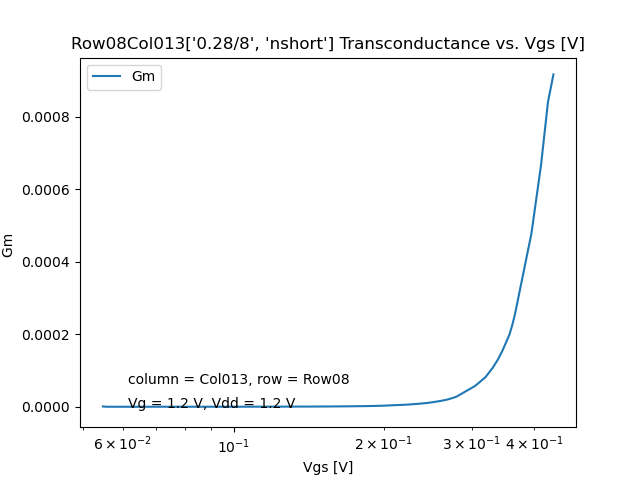 Row08Col013['0.28/8', 'nshort'] Transconductance vs. Vgs [V]
Gm
0.0008
0.0006
0.0004
0.0002
0.0000
Gm
column = Col013, row = Row08
Vg = 1.2 V, Vdd = 1.2 V
6 × 10⁻² 10⁻¹ 2 × 10⁻¹ 3 × 10⁻¹ 4 × 10⁻¹
Vgs [V]